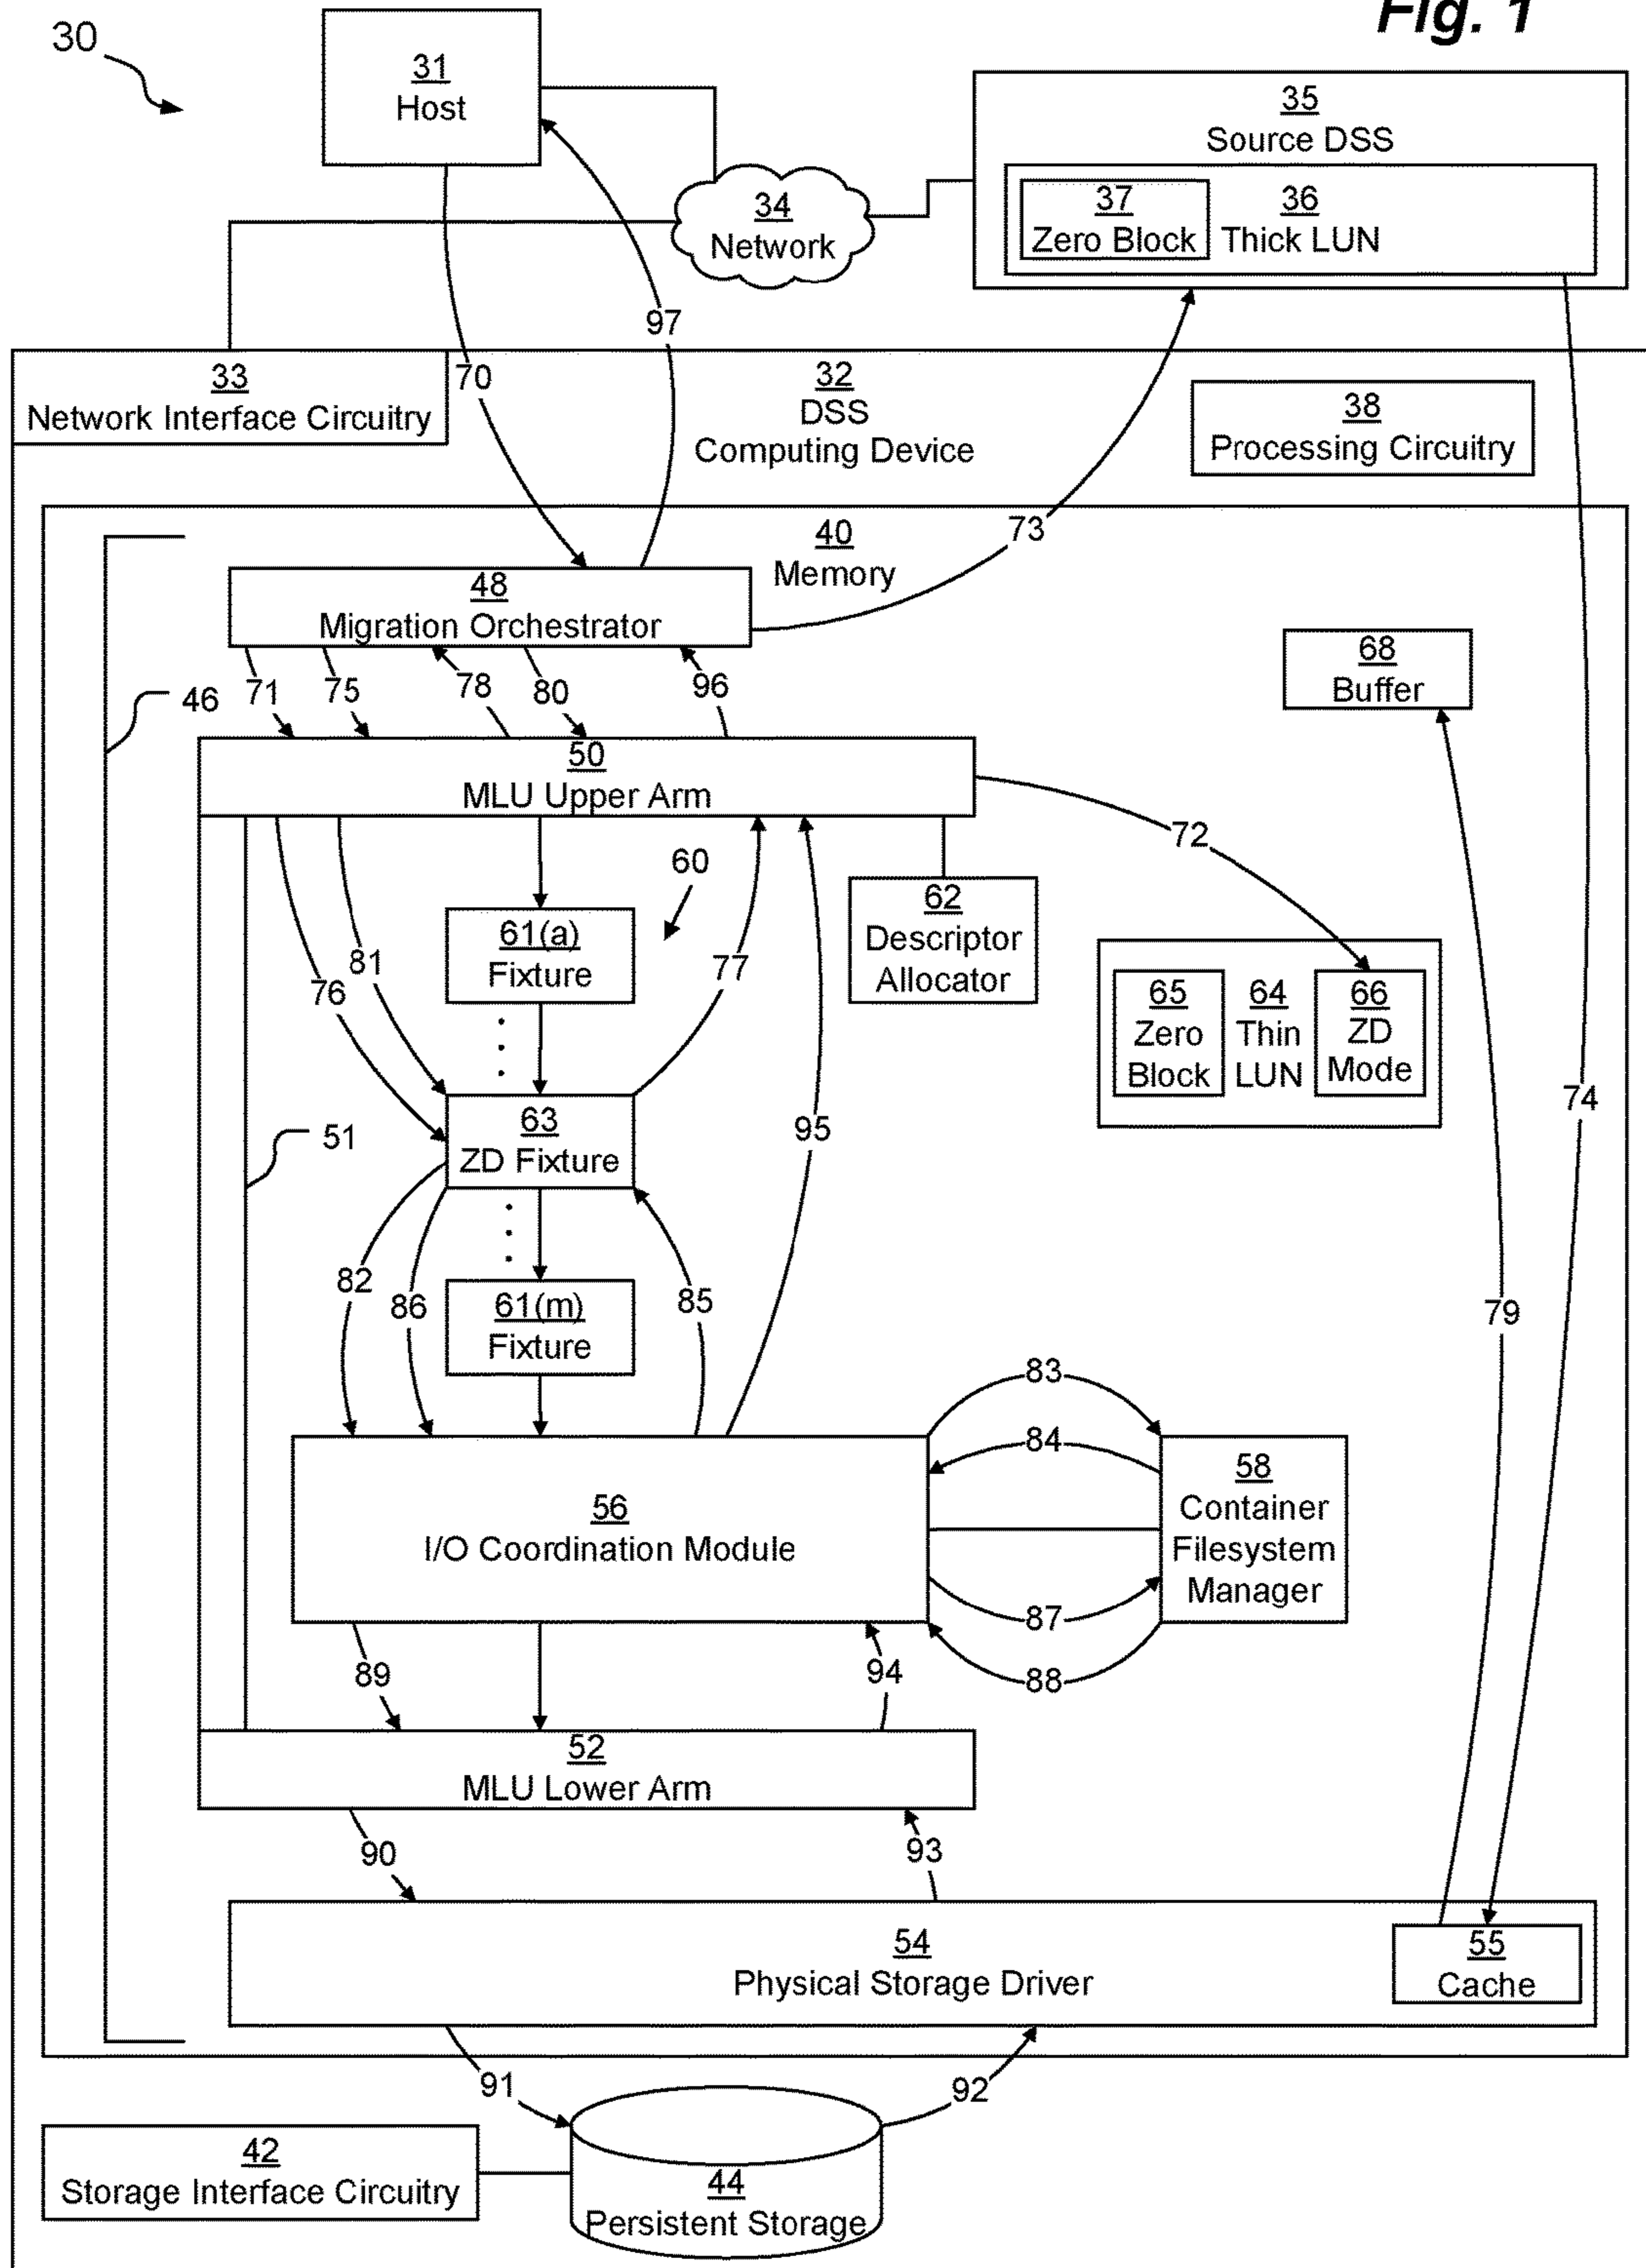 Fig. 1
30
31
Host
35
Source DSS
37
Zero Block
36
Thick LUN
34
Network
97
33
Network Interface Circuitry
70
32
DSS
Computing Device
38
Processing Circuitry
40
Memory
73
48
Migration Orchestrator
68
Buffer
46
71
75
78
80
96
50
MLU Upper Arm
72
60
62
Descriptor
Allocator
61(a)
Fixture
81
76
77
65
Zero
Block
64
Thin
LUN
66
ZD
Mode
74
51
63
ZD Fixture
95
82
86
61(m)
Fixture
85
79
83
84
56
I/O Coordination Module
58
Container
Filesystem
Manager
87
88
89
94
52
MLU Lower Arm
90
93
54
Physical Storage Driver
55
Cache
91
92
42
Storage Interface Circuitry
44
Persistent Storage